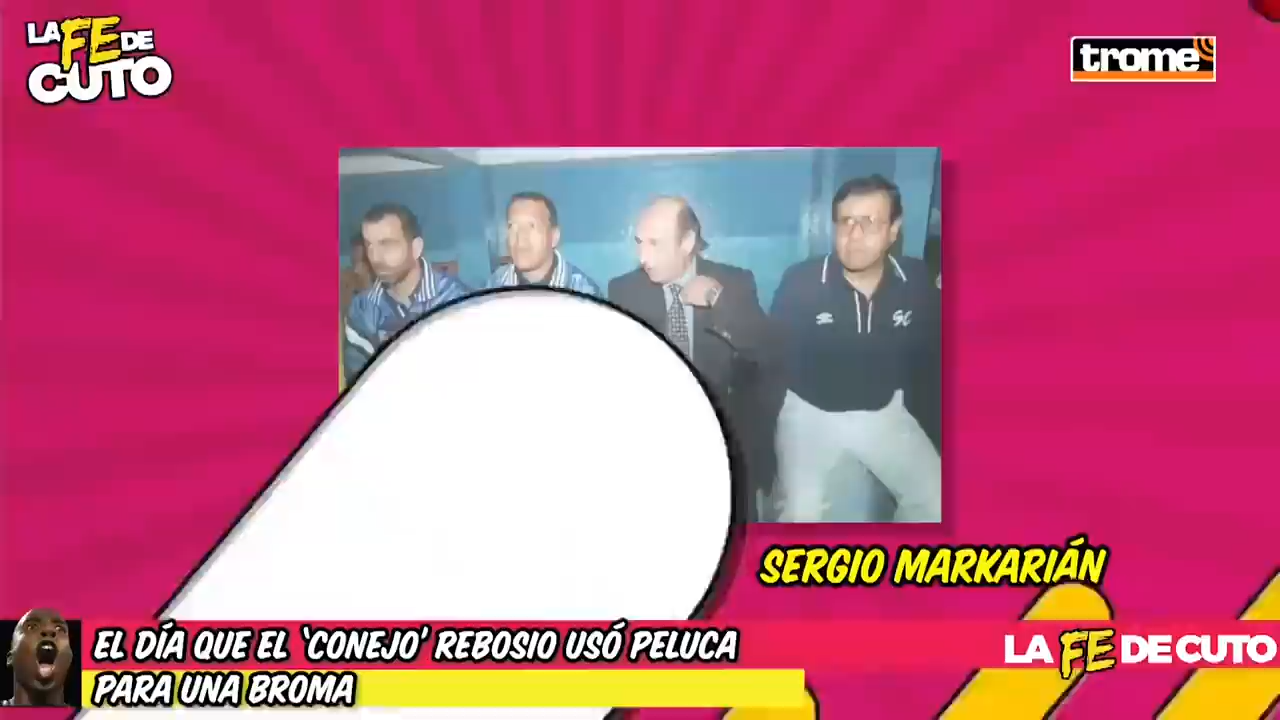 LA FE DE
CUTO
trome
SC
SERGIO MARKARIÁN
EL DÍA QUE EL ‘CONEJO’ REBOSIO USÓ PELUCA
PARA UNA BROMA
LA FE DE CUTO